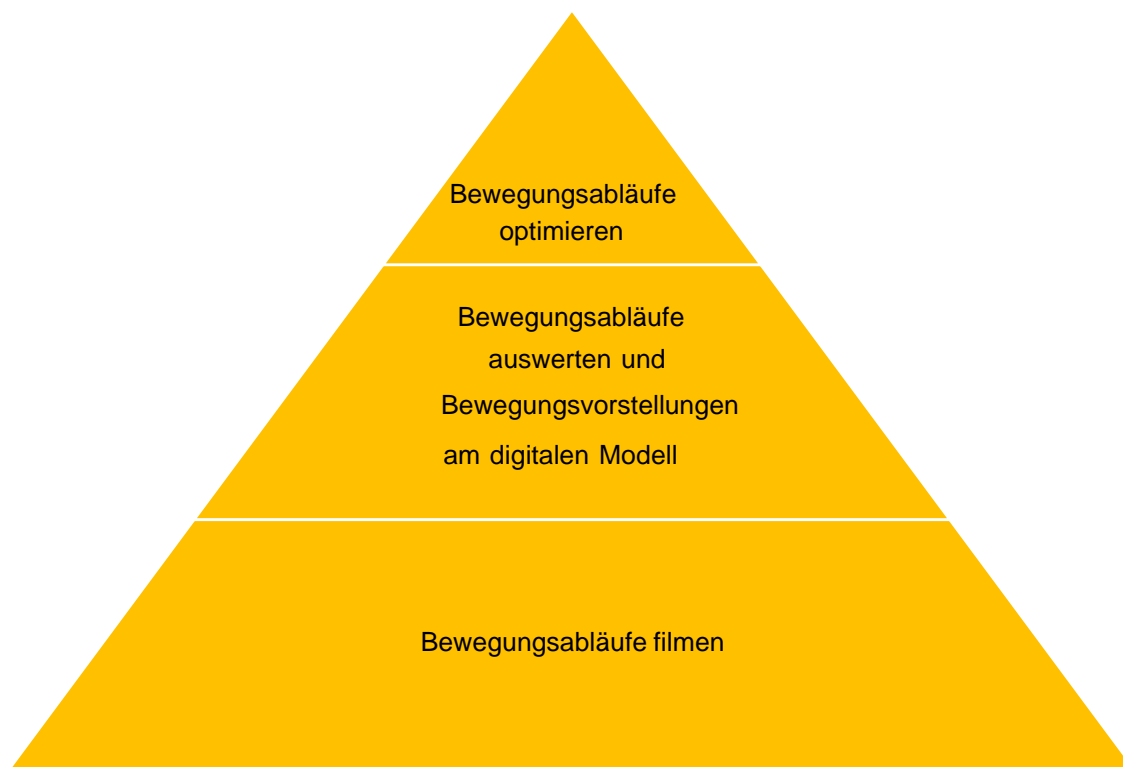 Bewegungsabläufe
optimieren
Bewegungsabläufe
auswerten und
Bewegungsvorstellungen
am digitalen Modell
Bewegungsabläufe filmen